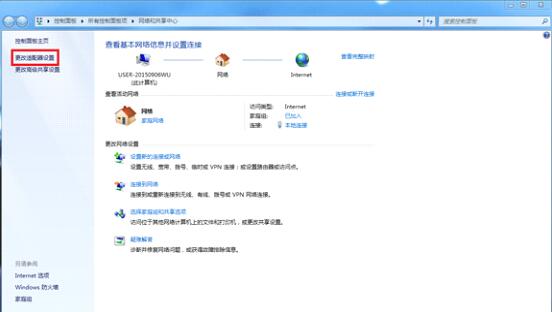 控制面板 ▸ 所有控制面板项 ▸ 网络和共享中心
搜索控制面板
控制面板主页
更改适配器设置
更改高级共享设置
查看基本网络信息并设置连接
查看完整映射
USER-20150906WU
(此计算机)
网络
Internet
查看活动网络
连接或断开连接
网络
家庭网络
访问类型: Internet
家庭组: 已加入
连接: 本地连接
更改网络设置
设置新的连接或网络
设置无线、宽带、拨号、临时或 VPN 连接；或设置路由器或访问点。
连接到网络
连接到或重新连接到无线、有线、拨号或 VPN 网络连接。
选择家庭组和共享选项
访问位于其他网络计算机上的文件和打印机，或更改共享设置。
疑难解答
诊断并修复网络问题，或获得故障排除信息。
另请参阅
Internet 选项
Windows 防火墙
家庭组